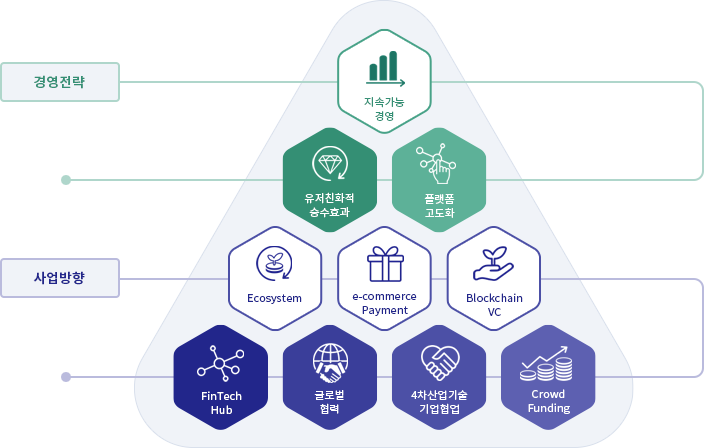 경영전략
지속가능
경영
유저친화적
승수효과
플랫폼
고도화
사업방향
Ecosystem
e-commerce
Payment
Blockchain
VC
FinTech
Hub
글로벌
협력
4차산업기술
기업협업
Crowd
Funding